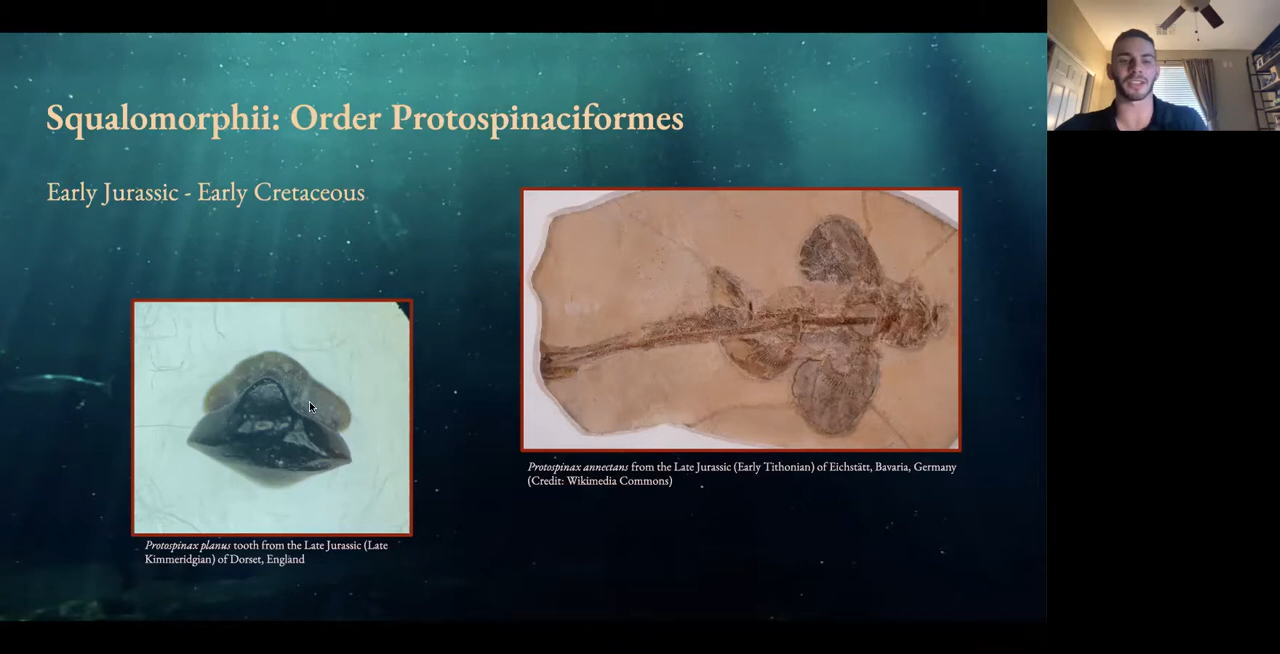 Squalomorphii: Order Protospinaciformes
Early Jurassic - Early Cretaceous
Protospinax annectans from the Late Jurassic (Early Tithonian) of Eichstätt, Bavaria, Germany
(Credit: Wikimedia Commons)
Protospinax planus tooth from the Late Jurassic (Late
Kimmeridgian) of Dorset, England